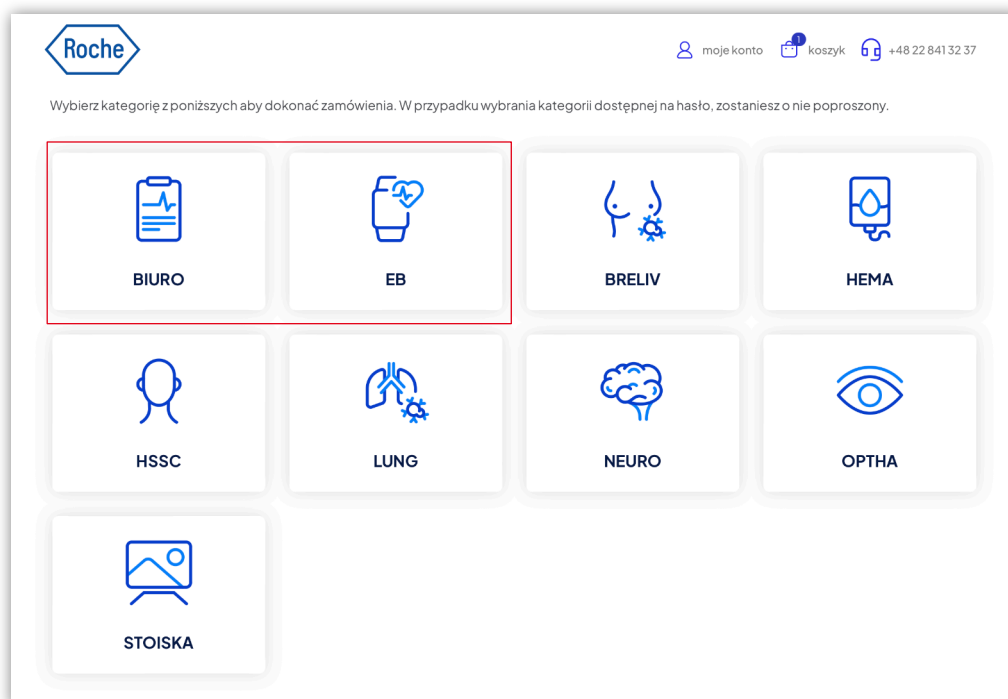 Roche
moje konto 1 koszyk +48 22 841 32 37
Wybierz kategorię z poniższych aby dokonać zamówienia. W przypadku wybrania kategorii dostępnej na hasło, zostaniesz o nie poproszony.
BIURO EB BRELIV HEMA
HSSC LUNG NEURO OPTHA
STOISKA